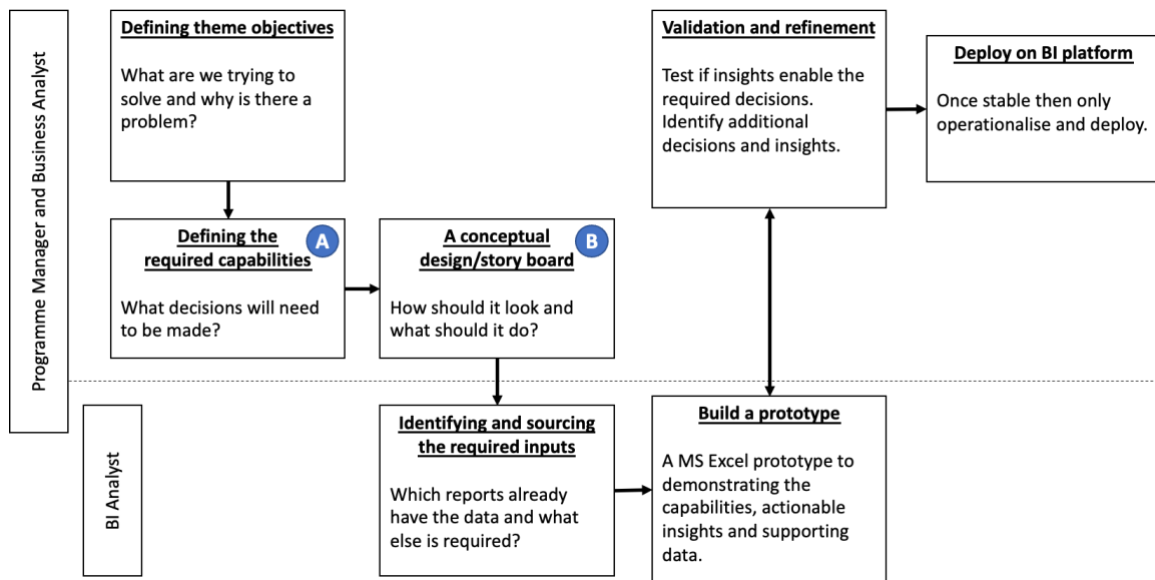 Programme Manager and Business Analyst
Defining theme objectives
What are we trying to
solve and why is there a
problem?
Defining the
required capabilities
A
What decisions will need
to be made?
A conceptual
design/story board
B
How should it look and
what should it do?
Validation and refinement
Test if insights enable the
required decisions.
Identify additional
decisions and insights.
Deploy on BI platform
Once stable then only
operationalise and deploy.
BI Analyst
Identifying and sourcing
the required inputs
Which reports already
have the data and what
else is required?
Build a prototype
A MS Excel prototype to
demonstrating the
capabilities, actionable
insights and supporting
data.